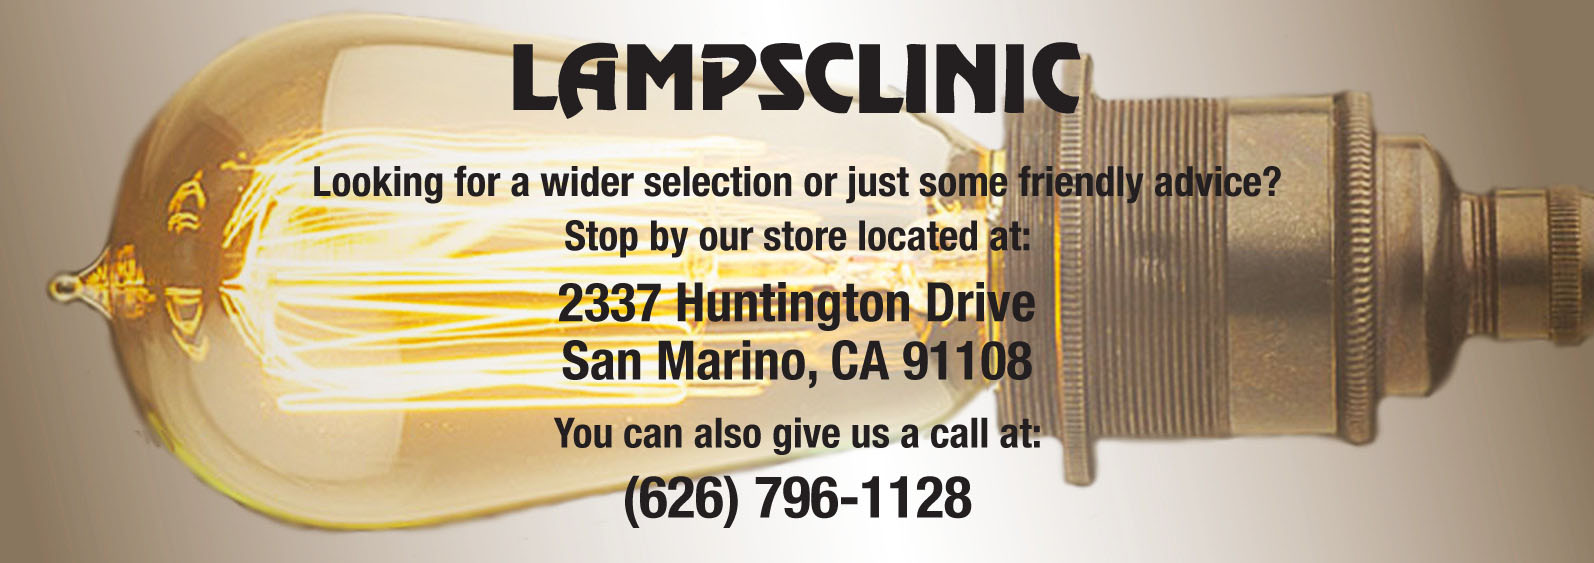 LAMPSCLINIC
Looking for a wider selection or just some friendly advice?
Stop by our store located at:
2337 Huntington Drive
San Marino, CA 91108
You can also give us a call at:
(626) 796-1128